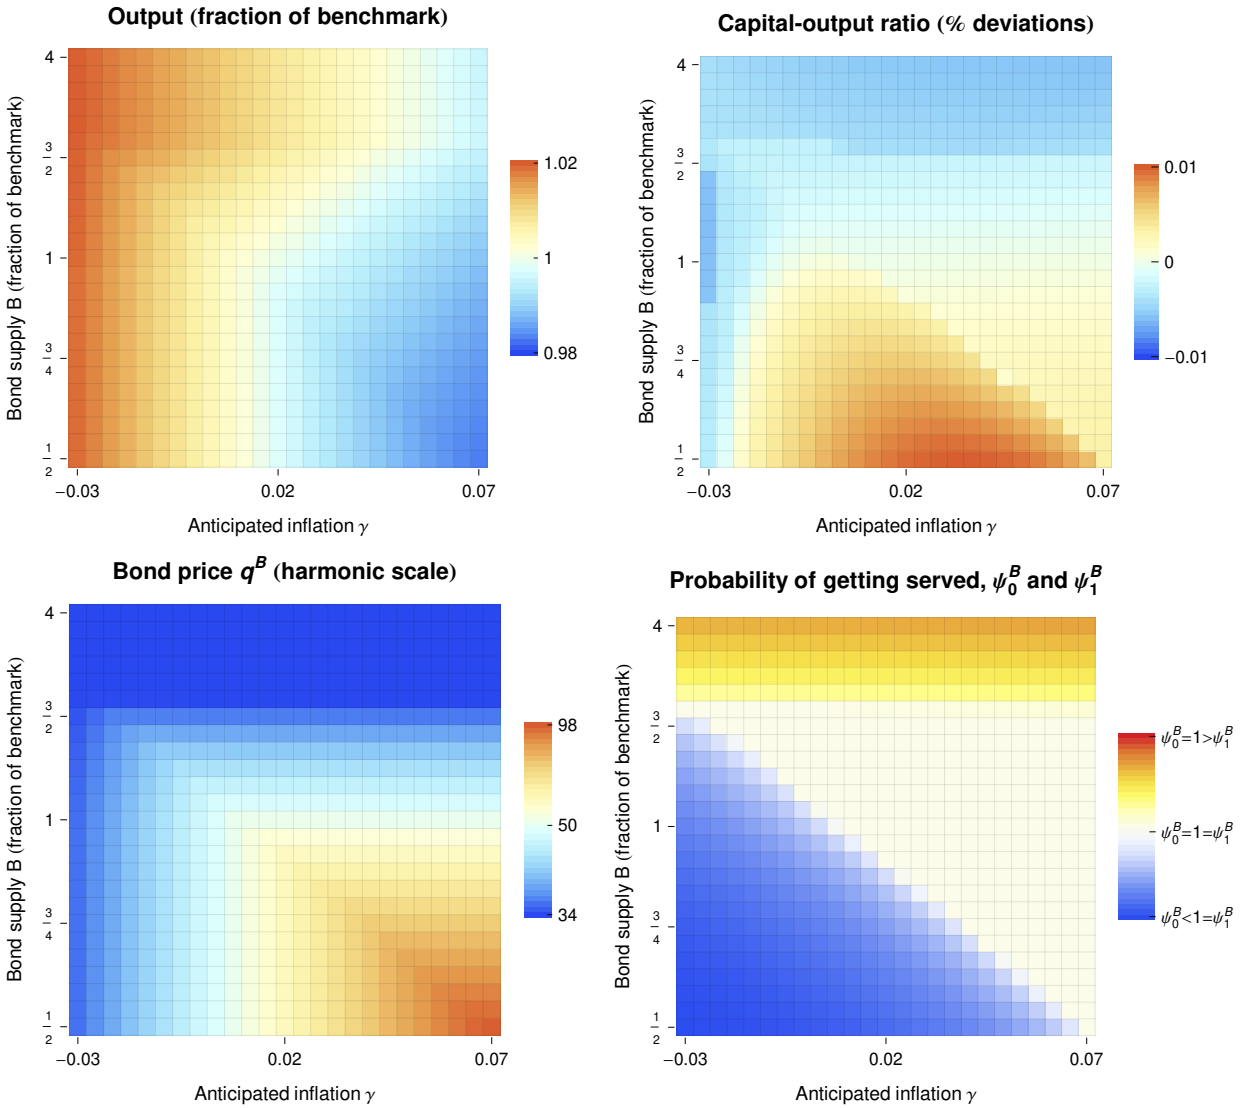 Output (fraction of benchmark)
Bond supply B (fraction of benchmark)
4
3/2
1
3/4
1/2
−0.03 0.02 0.07
Anticipated inflation γ
1.02
1
0.98
Capital-output ratio (% deviations)
Bond supply B (fraction of benchmark)
4
3/2
1
3/4
1/2
−0.03 0.02 0.07
Anticipated inflation γ
0.01
0
−0.01
Bond price q^B (harmonic scale)
Bond supply B (fraction of benchmark)
4
3/2
1
3/4
1/2
−0.03 0.02 0.07
Anticipated inflation γ
98
50
34
Probability of getting served, ψ_0^B and ψ_1^B
Bond supply B (fraction of benchmark)
4
3/2
1
3/4
1/2
−0.03 0.02 0.07
Anticipated inflation γ
ψ_0^B=1>ψ_1^B
ψ_0^B=1=ψ_1^B
ψ_0^B<1=ψ_1^B